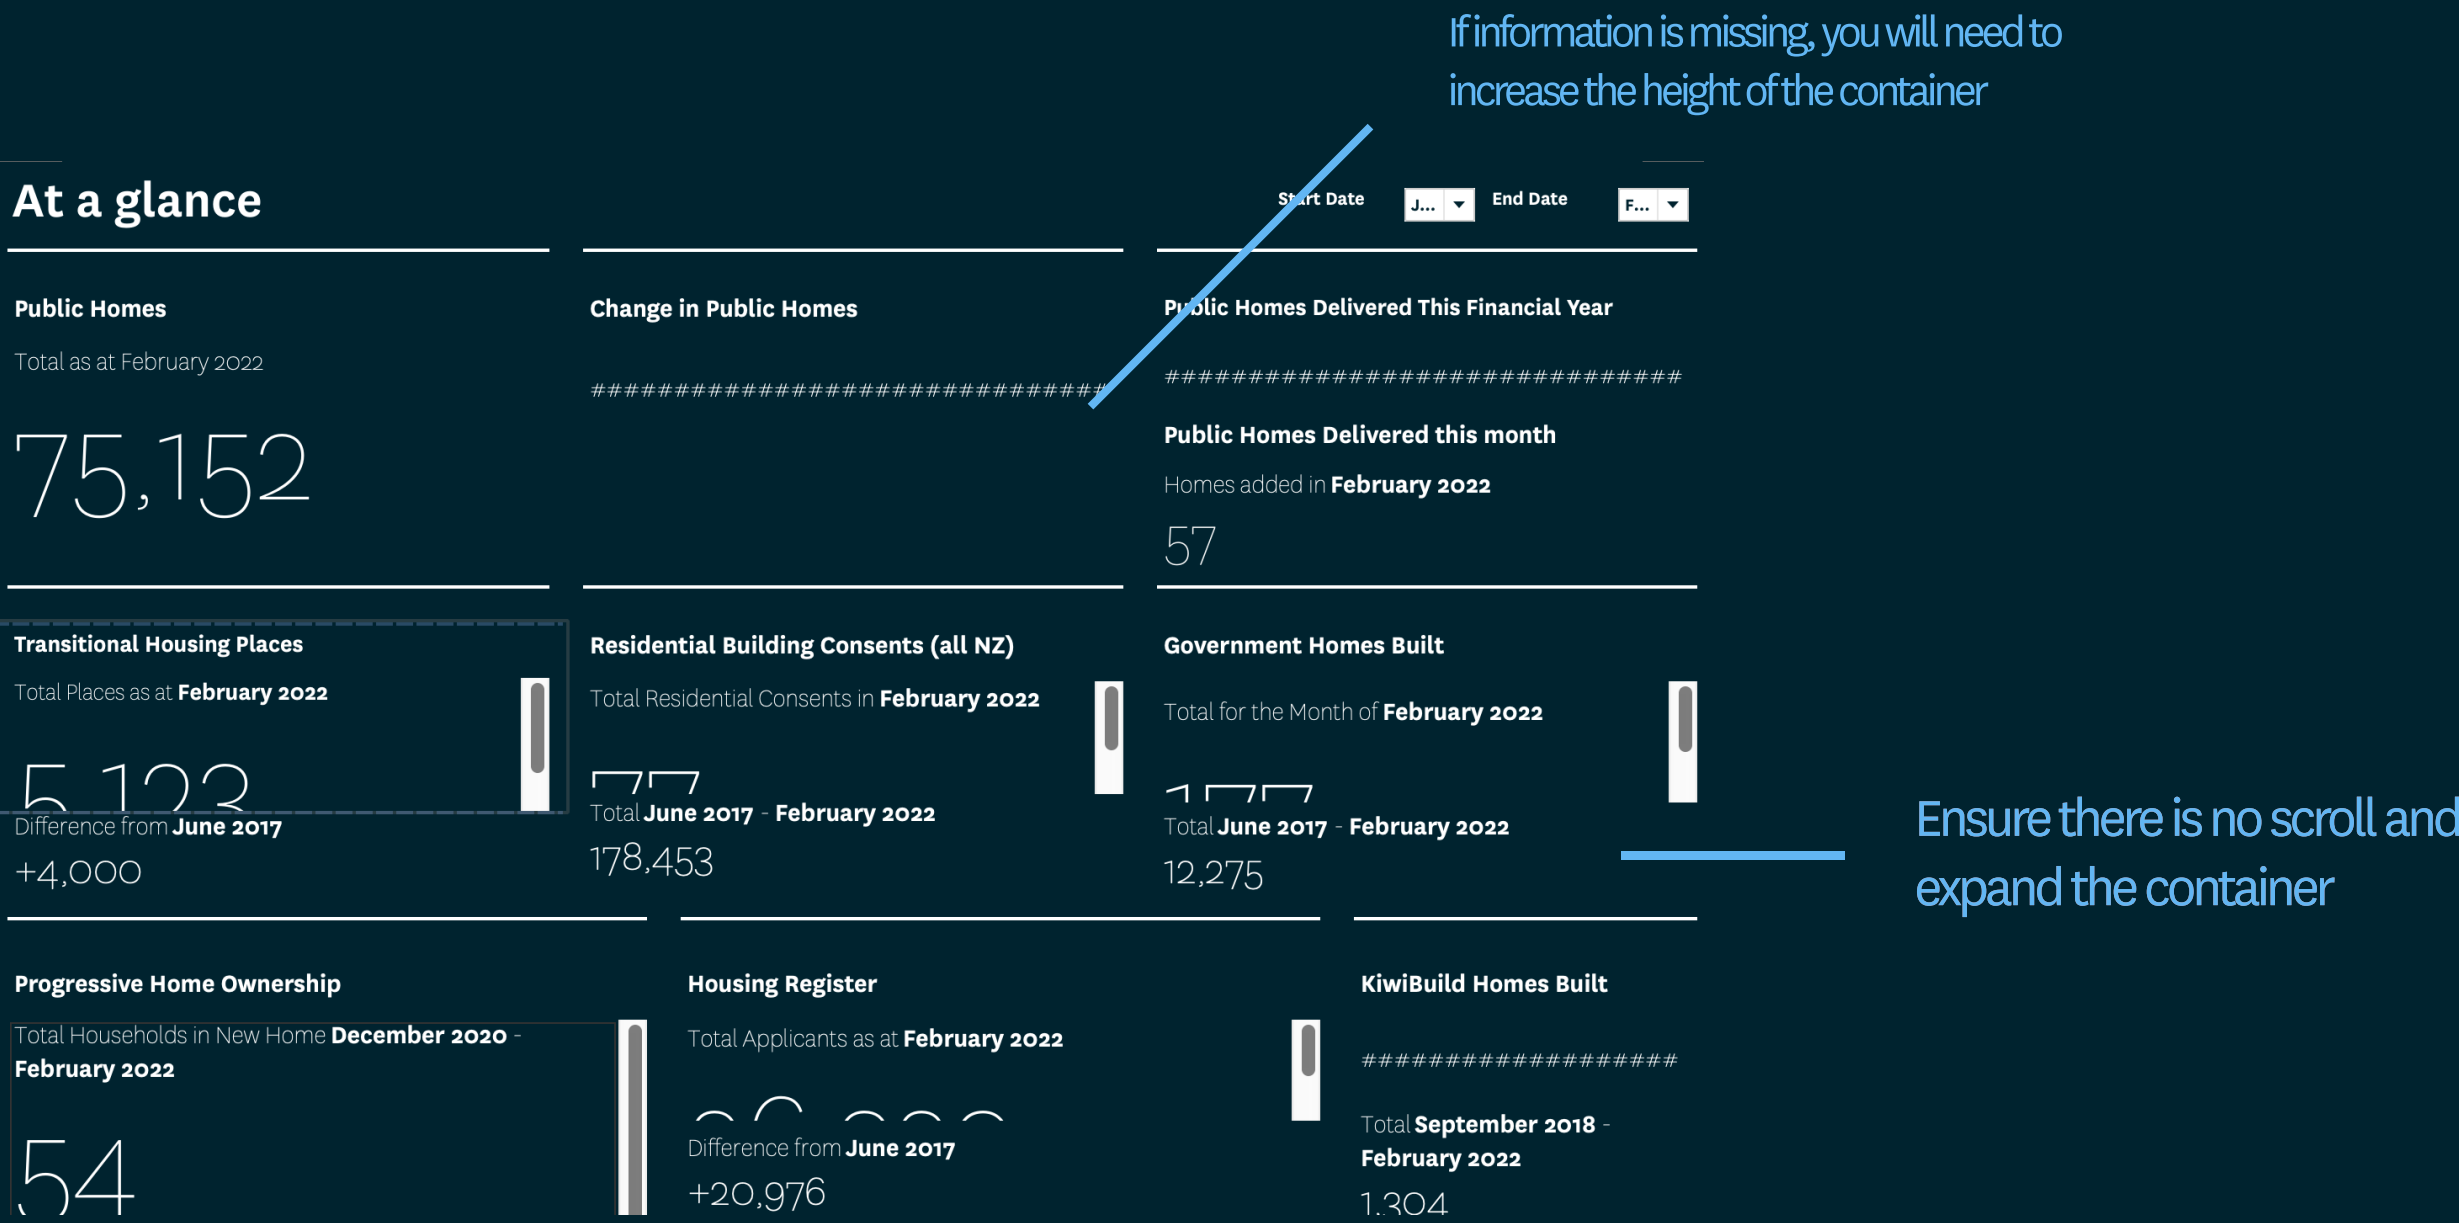 If information is missing, you will need to
increase the height of the container
At a glance
Start Date
J...
End Date
F...
Public Homes
Total as at February 2022
75,152
Change in Public Homes
###############################
Public Homes Delivered This Financial Year
###############################
Public Homes Delivered this month
Homes added in February 2022
57
Transitional Housing Places
Total Places as at February 2022
5,123
Difference from June 2017
+4,000
Residential Building Consents (all NZ)
Total Residential Consents in February 2022
Total June 2017 - February 2022
178,453
Government Homes Built
Total for the Month of February 2022
Total June 2017 - February 2022
12,275
Ensure there is no scroll and
expand the container
Progressive Home Ownership
Total Households in New Home December 2020 -
February 2022
54
Housing Register
Total Applicants as at February 2022
Difference from June 2017
+20,976
KiwiBuild Homes Built
###################
Total September 2018 -
February 2022
1,304